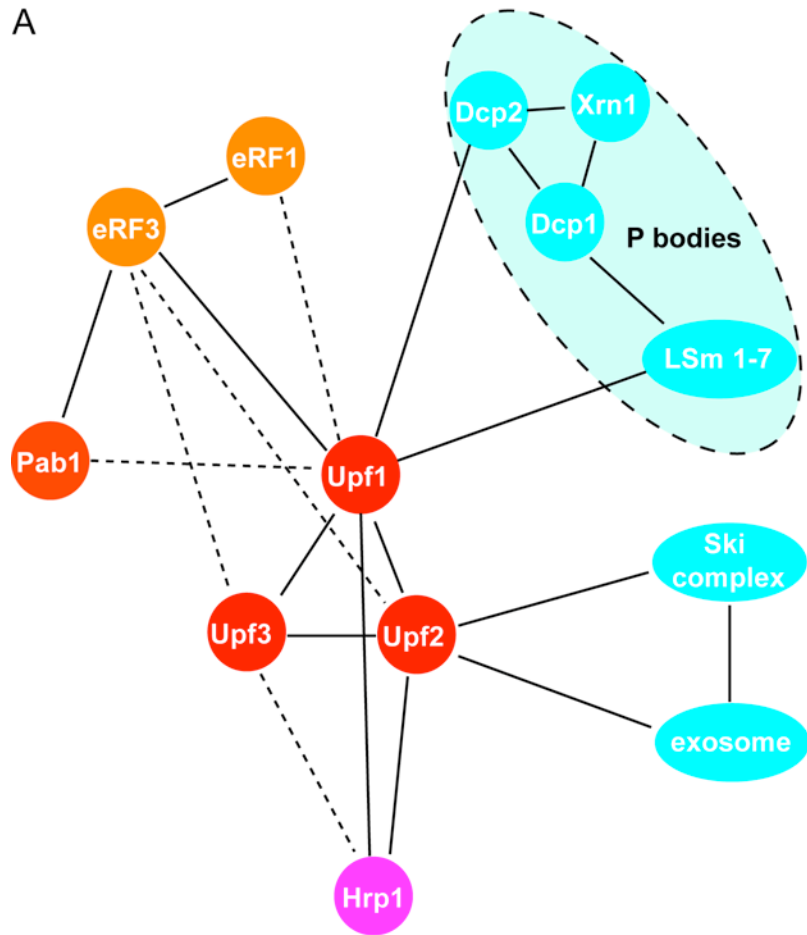 A
Dcp2
Xrn1
eRF1
eRF3
Dcp1
P bodies
LSm 1-7
Pab1
Upf1
Ski
complex
Upf3
Upf2
exosome
Hrp1